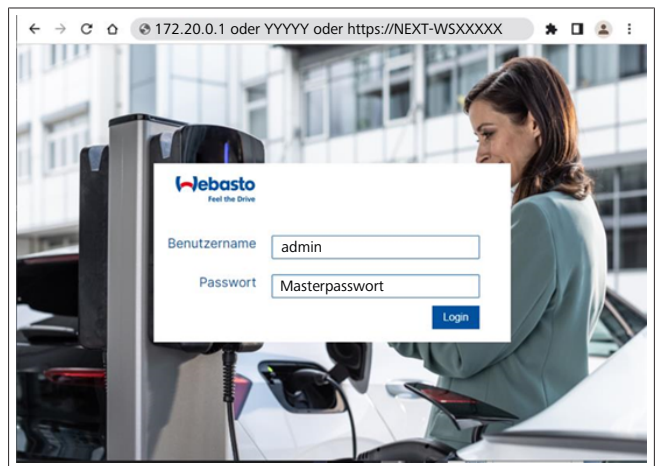 172.20.0.1 oder YYYYY oder https://NEXT-WSXXXXX
Webasto
Feel the Drive
Benutzername
admin
Passwort
Masterpasswort
Login